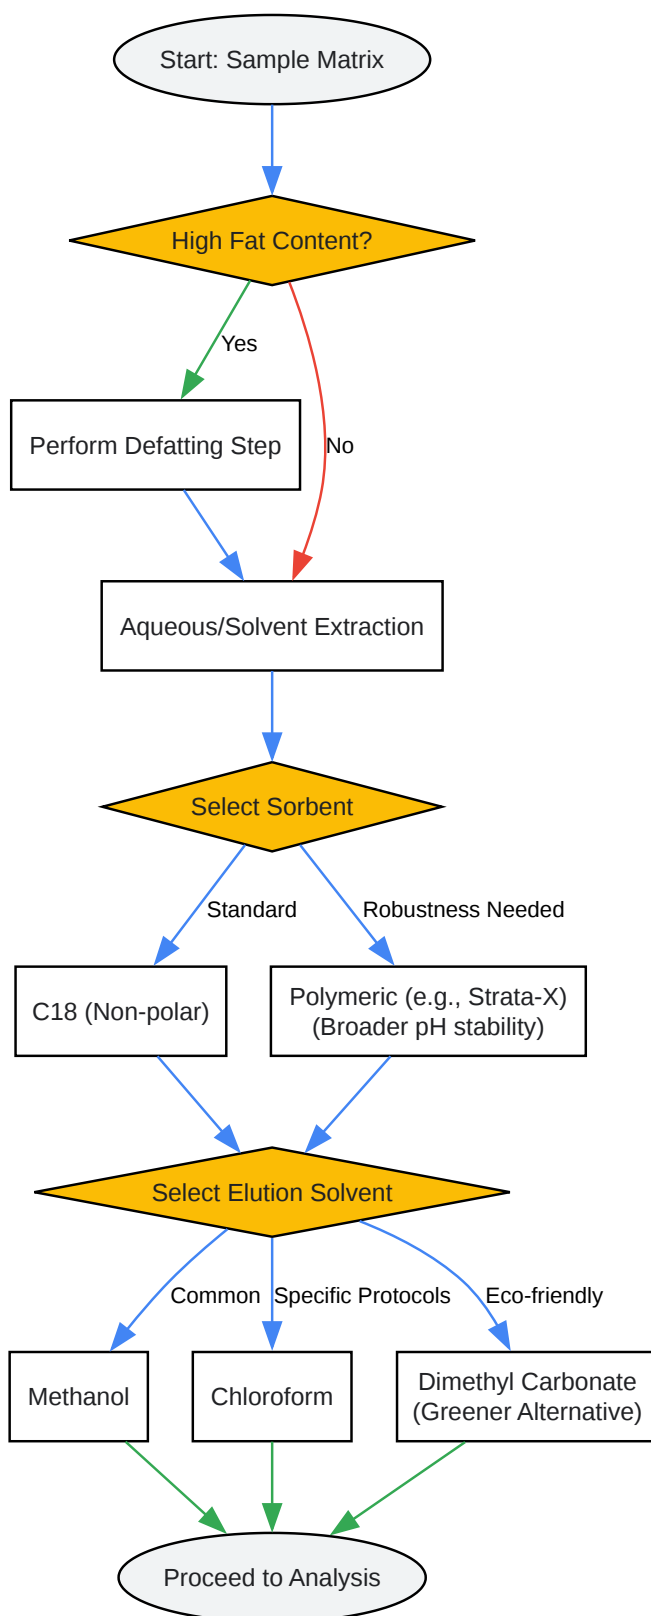 Start: Sample Matrix
High Fat Content?
Yes
Perform Defatting Step
No
Aqueous/Solvent Extraction
Select Sorbent
Standard
Robustness Needed
C18 (Non-polar)
Polymeric (e.g., Strata-X)
(Broader pH stability)
Select Elution Solvent
Common
Specific Protocols
Eco-friendly
Methanol
Chloroform
Dimethyl Carbonate
(Greener Alternative)
Proceed to Analysis